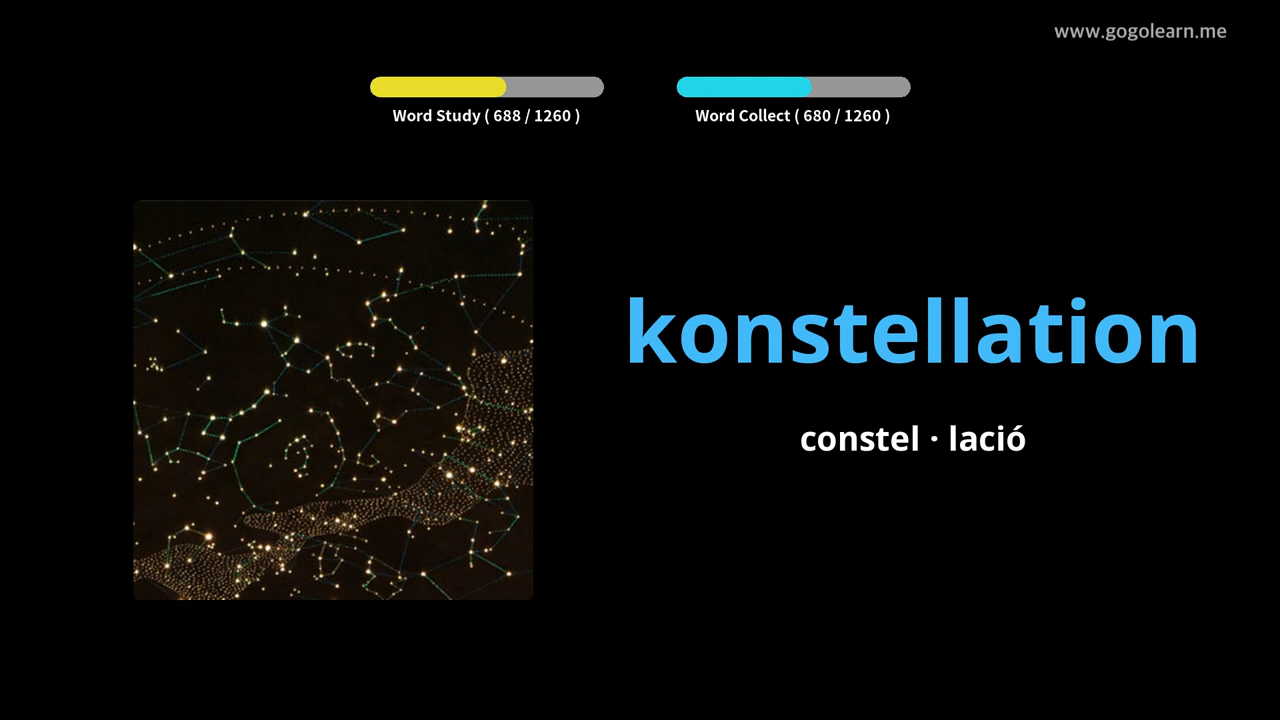 www.gogolearn.me
Word Study ( 688 / 1260 )
Word Collect ( 680 / 1260 )
konstellation
constel · lació